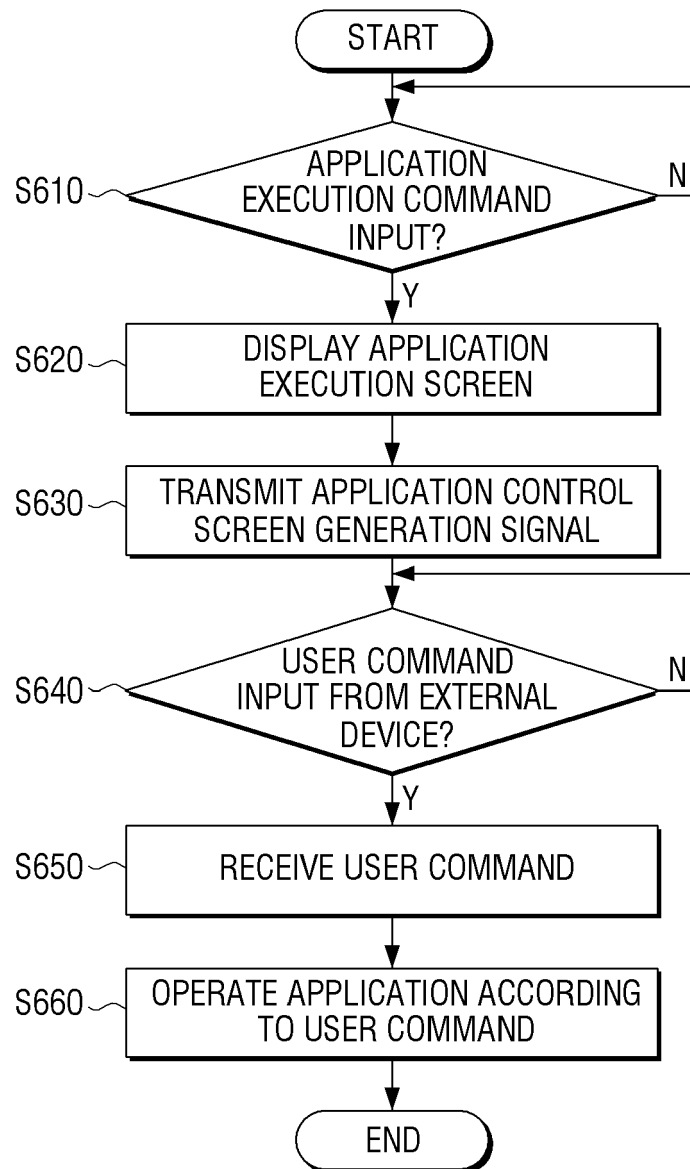 START
S610
APPLICATION
EXECUTION COMMAND
INPUT?
N
Y
S620
DISPLAY APPLICATION
EXECUTION SCREEN
S630
TRANSMIT APPLICATION CONTROL
SCREEN GENERATION SIGNAL
S640
USER COMMAND
INPUT FROM EXTERNAL
DEVICE?
N
Y
S650
RECEIVE USER COMMAND
S660
OPERATE APPLICATION ACCORDING
TO USER COMMAND
END